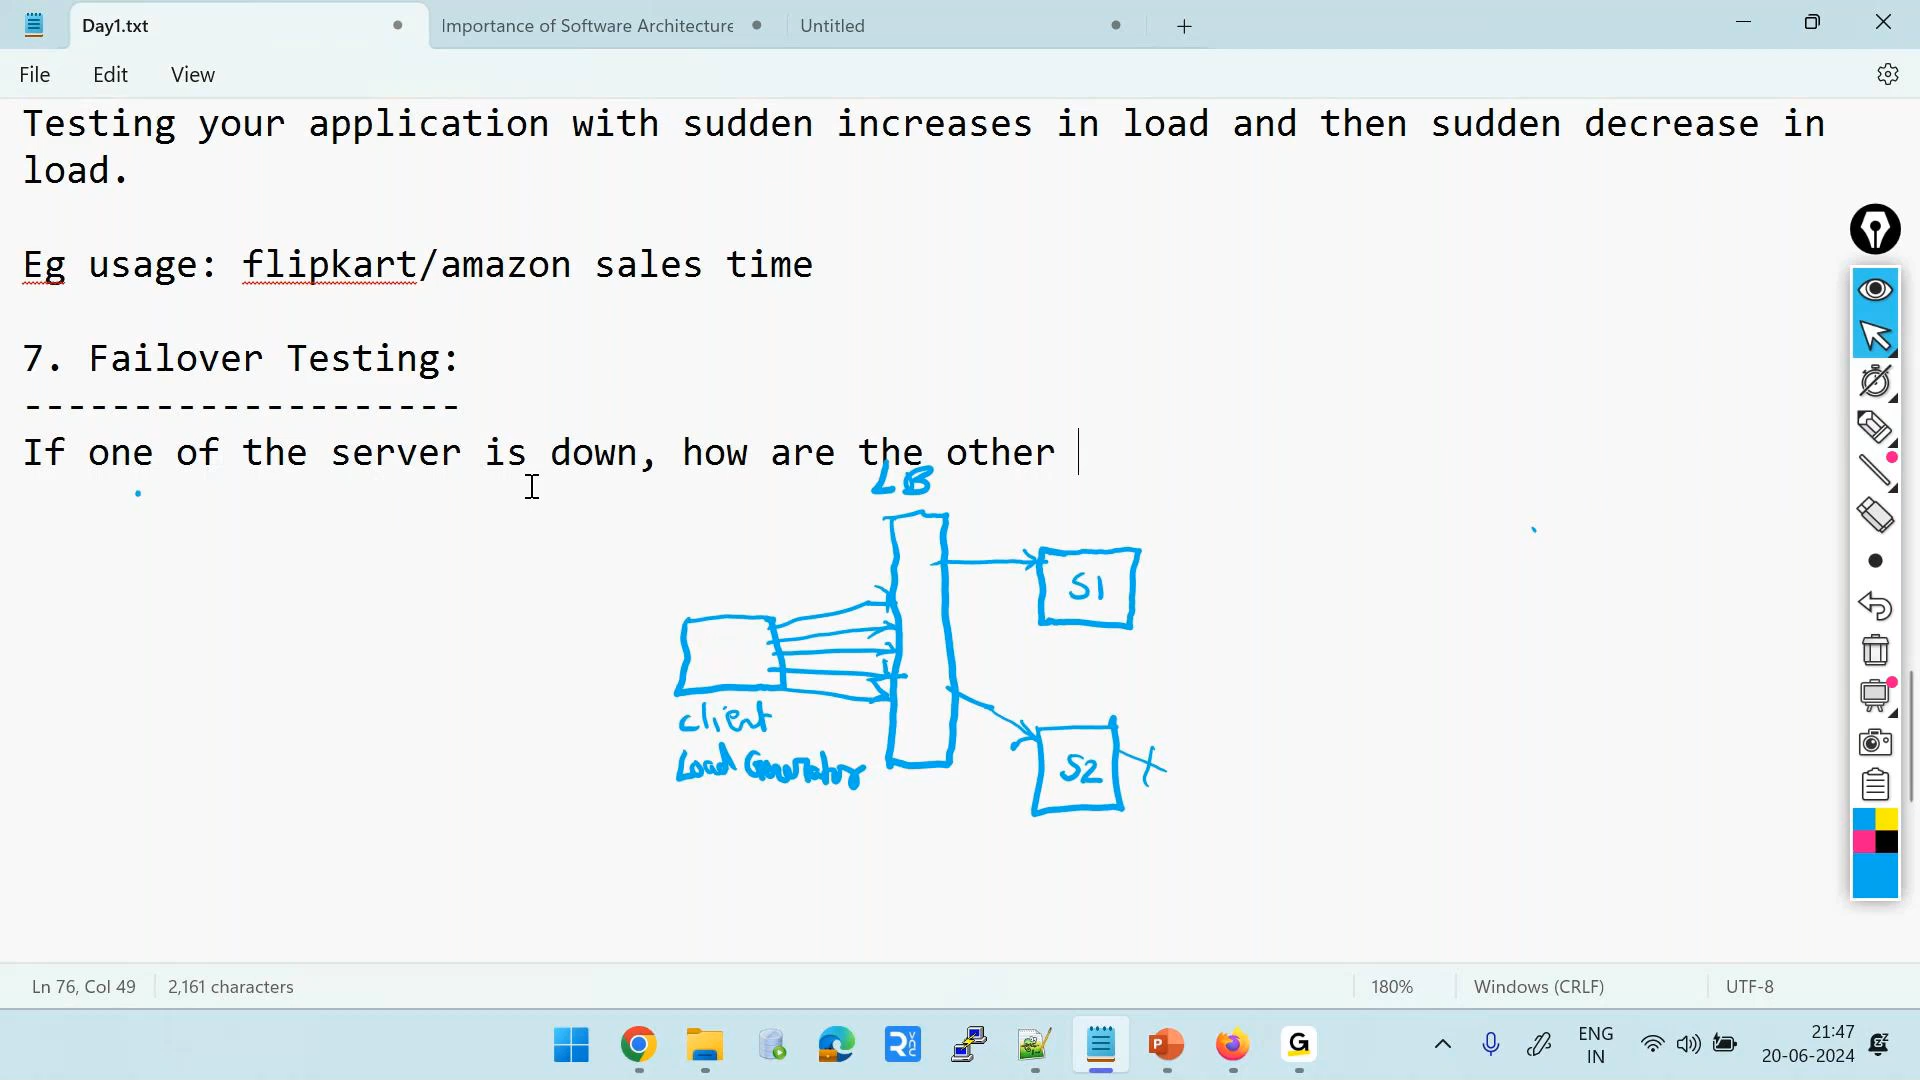 Day1.txt
Importance of Software Architecture
Untitled
File Edit View
Testing your application with sudden increases in load and then sudden decrease in
load.
Eg usage: flipkart/amazon sales time
7. Failover Testing:
--------------------
If one of the server is down, how are the other
LB
S1
client
Load Generator
S2
Ln 76, Col 49 2,161 characters 180% Windows (CRLF) UTF-8
ENG
IN
21:47
20-06-2024